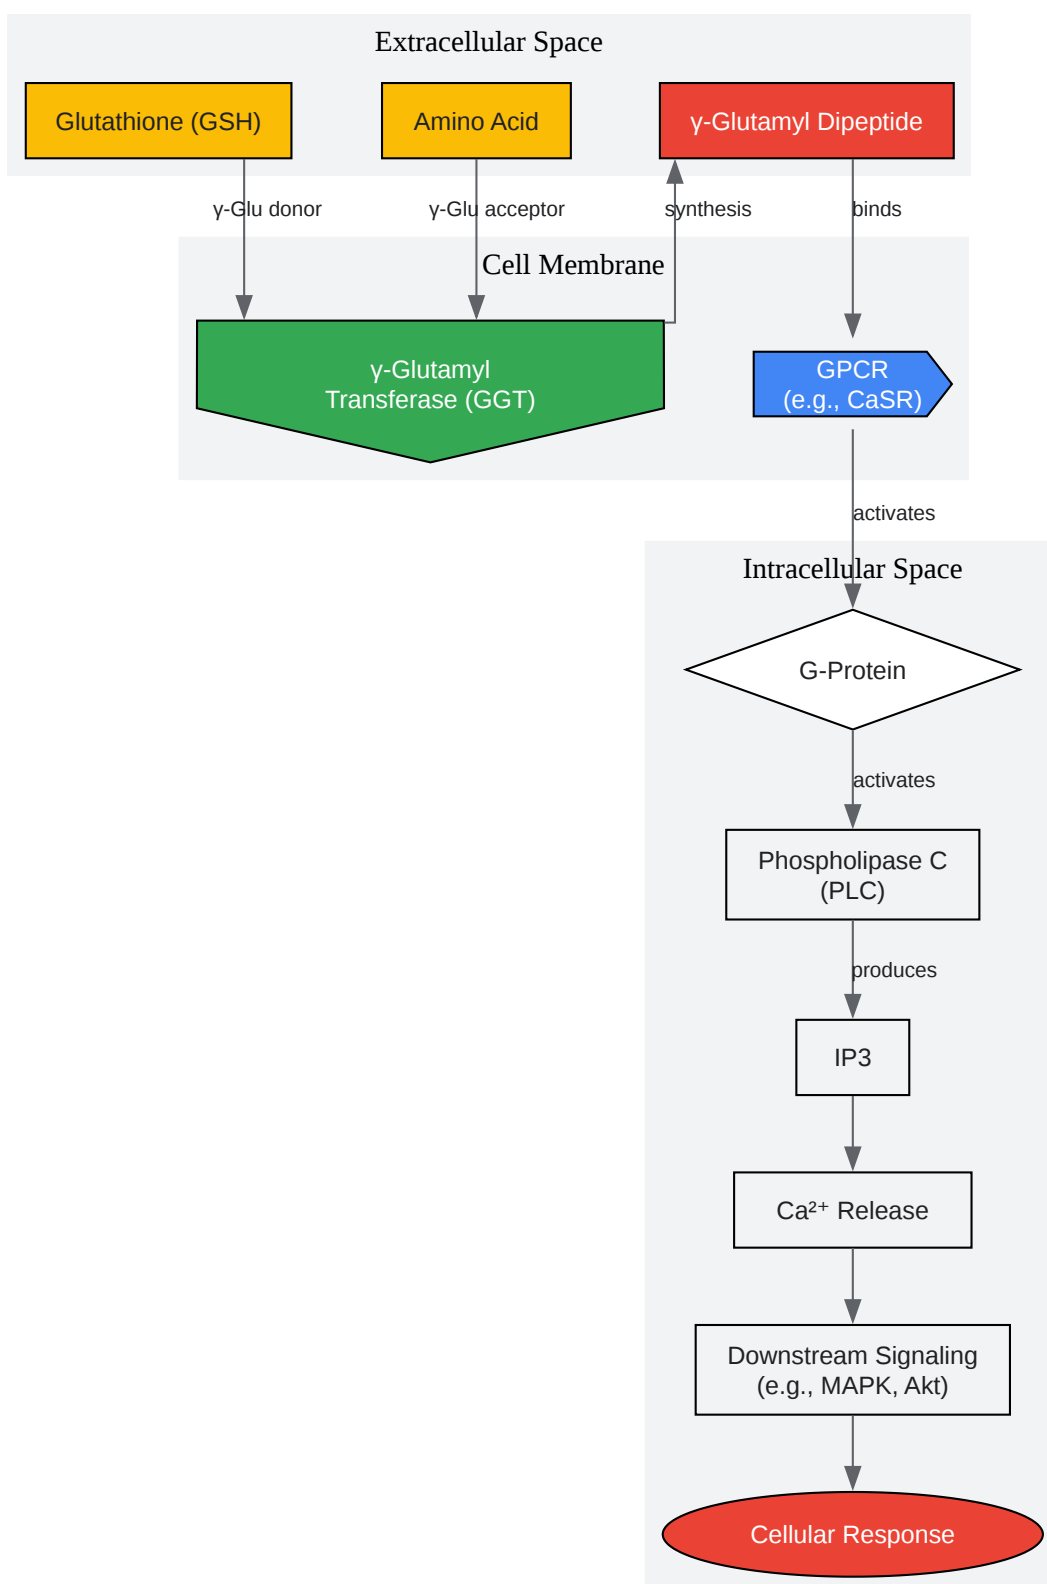 Extracellular Space
Glutathione (GSH)
Amino Acid
γ-Glutamyl Dipeptide
γ-Glu donor
γ-Glu acceptor
synthesis
binds
Cell Membrane
γ-Glutamyl
Transferase (GGT)
GPCR
(e.g., CaSR)
activates
Intracellular Space
G-Protein
activates
Phospholipase C
(PLC)
produces
IP3
Ca²⁺ Release
Downstream Signaling
(e.g., MAPK, Akt)
Cellular Response